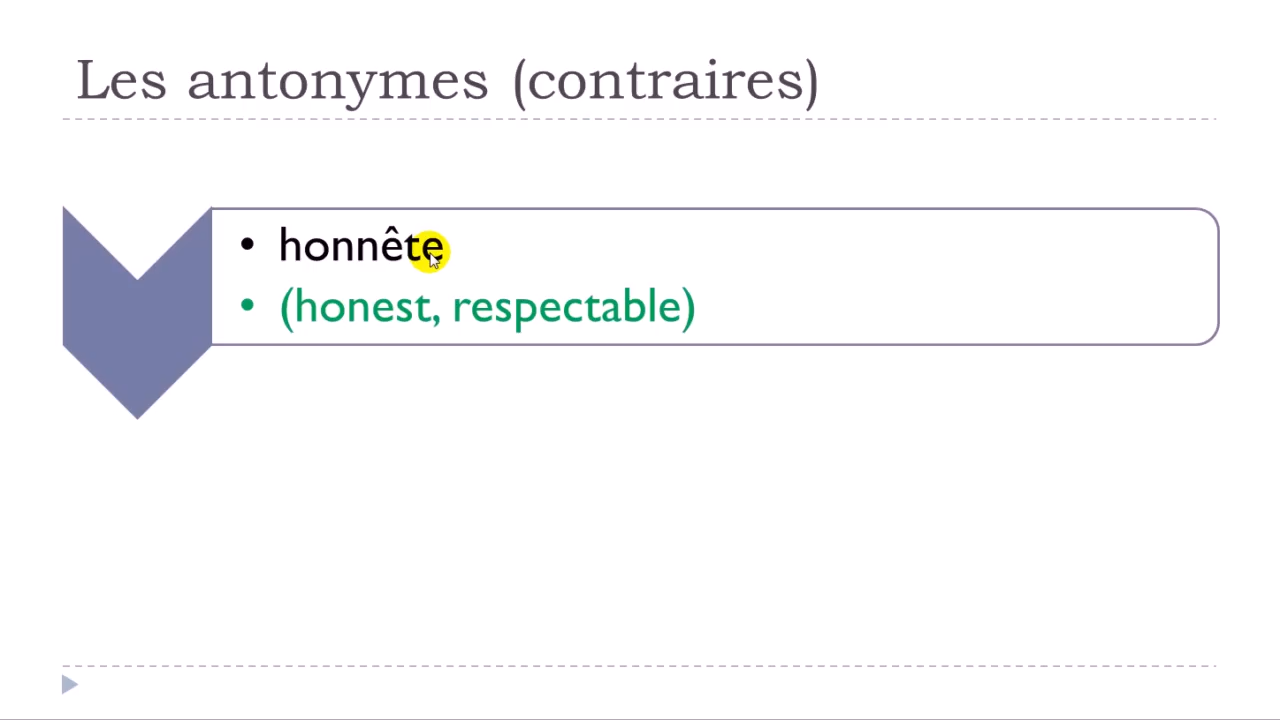 Les antonymes (contraires)
• honnête
• (honest, respectable)